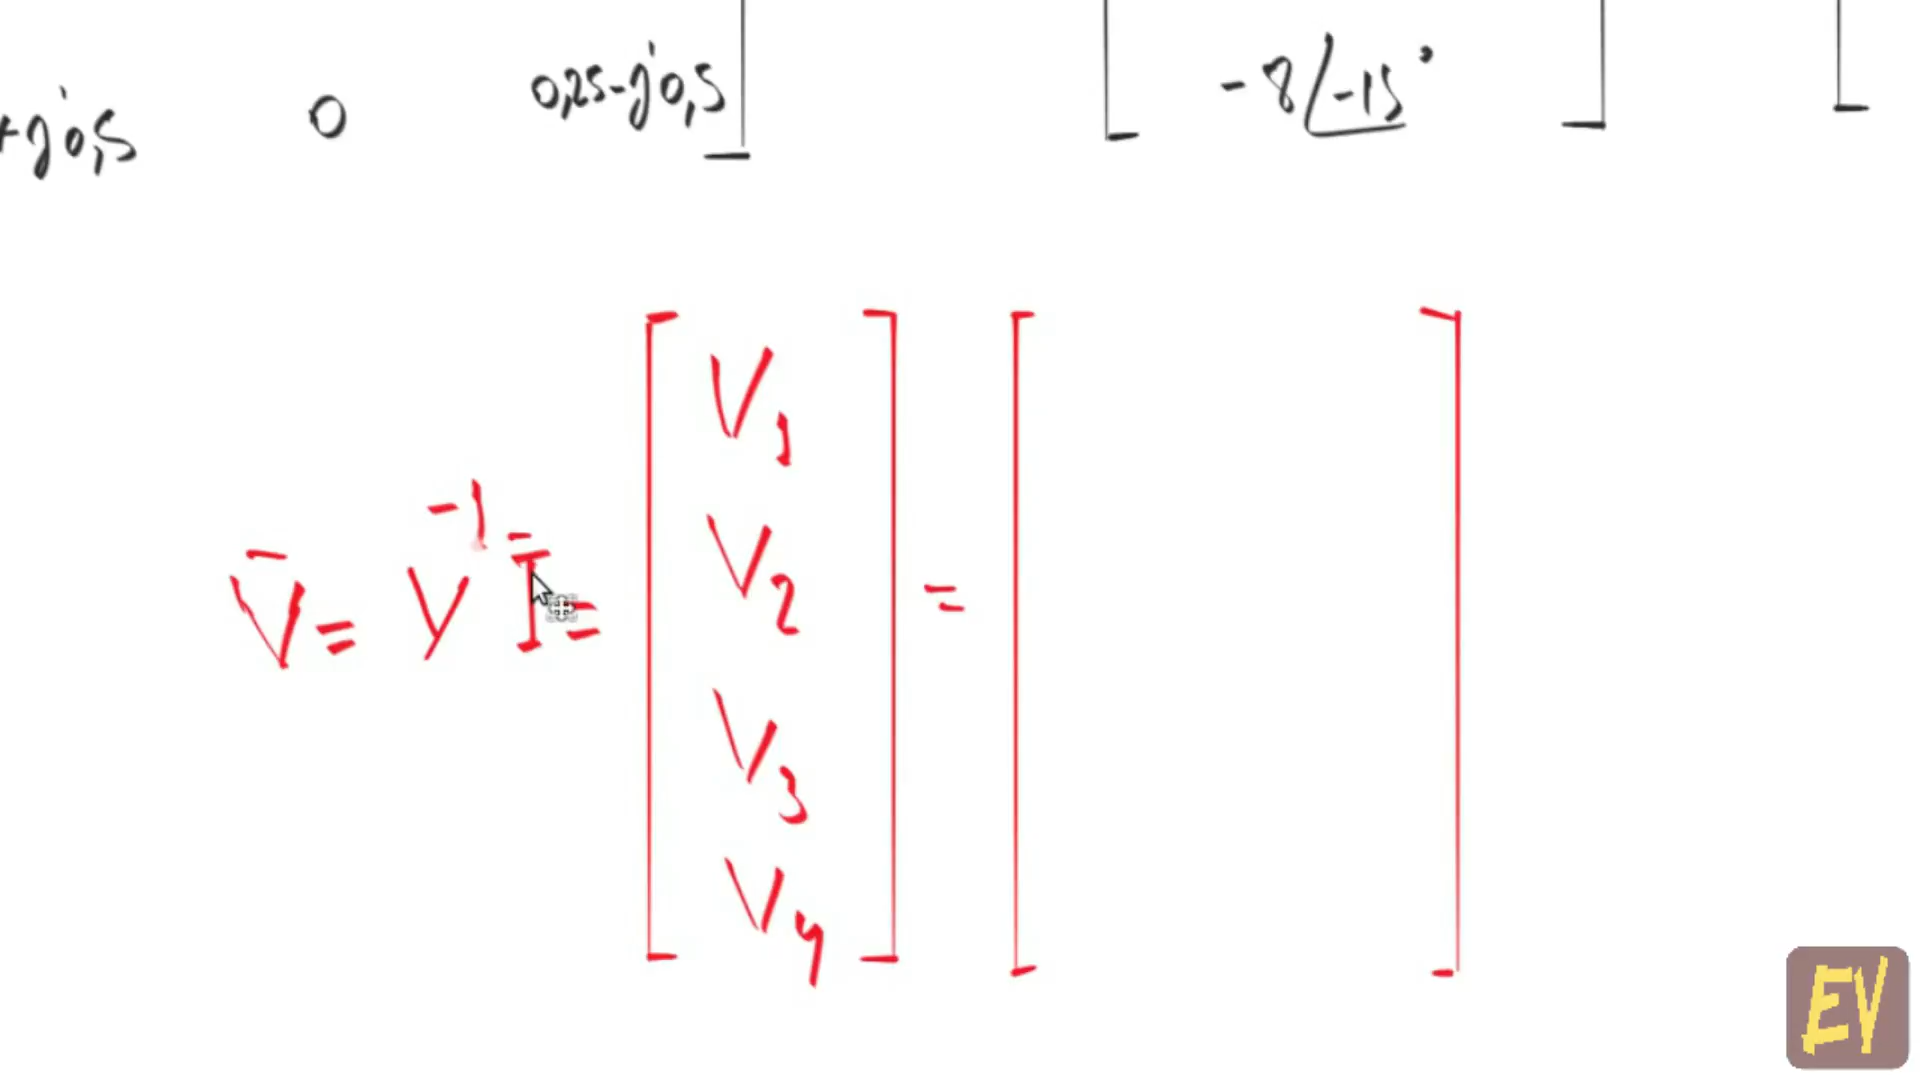 +j0,5 0 0,25-j0,5 -8∠-15°
V̄ = Y⁻¹ Ī = [V1 V2 V3 V4] =
EV